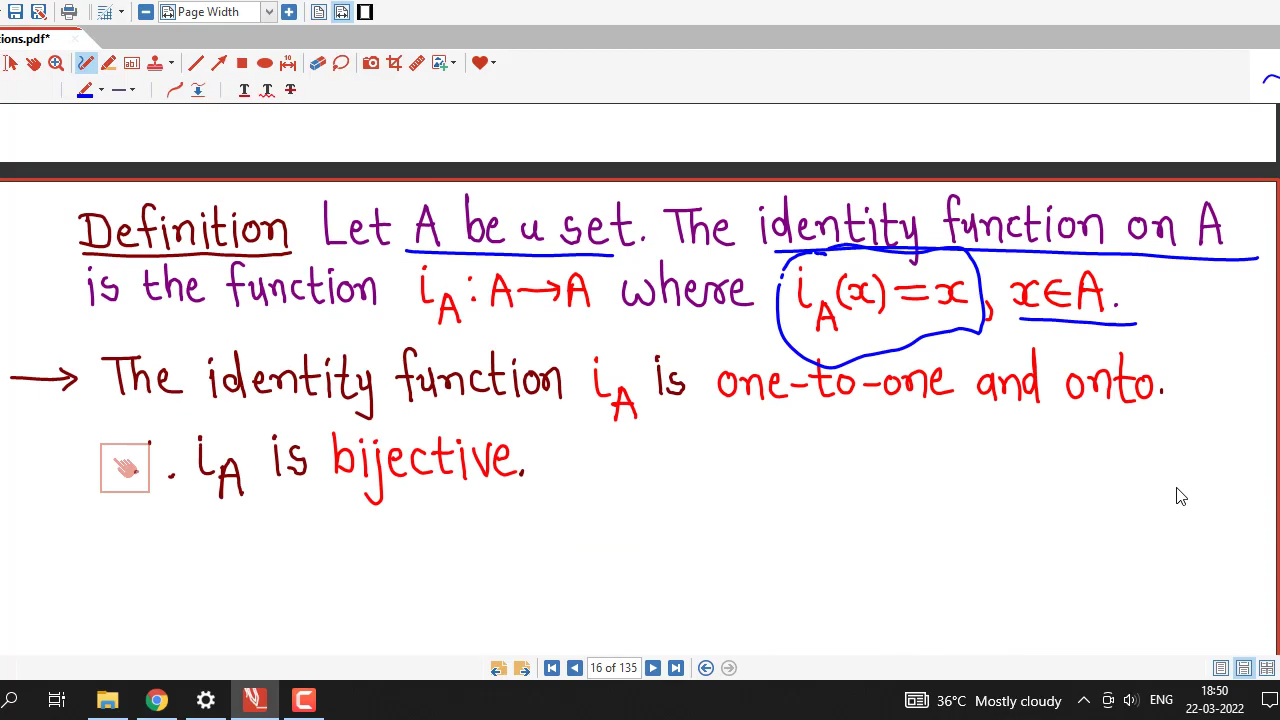 Page Width
ions.pdf*
10
T T T
Definition Let A be a set. The identity function on A
is the function i_A : A → A where i_A(x) = x, x ∈ A.
→ The identity function i_A is one-to-one and onto.
. i_A is bijective.
16 of 135
36°C Mostly cloudy ENG 18:50
22-03-2022